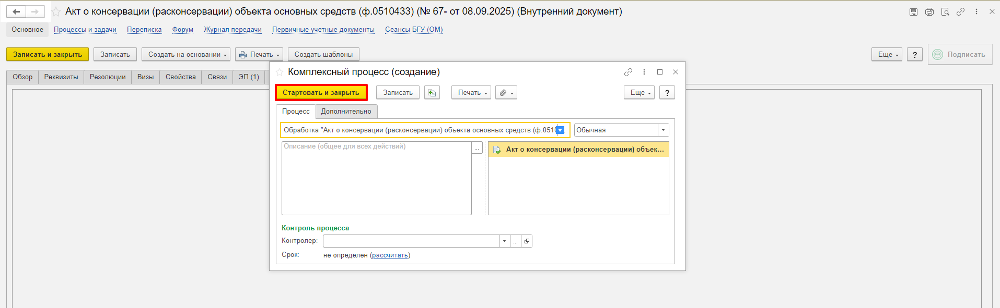 Акт о консервации (расконсервации) объекта основных средств (ф.0510433) (№ 67- от 08.09.2025) (Внутренний документ)
Основное Процессы и задачи Переписка Форум Журнал передачи Первичные учетные документы Сеансы БГУ (ОМ)
Записать и закрыть Записать Создать на основании Печать Создать шаблоны Еще ? Подписать
Обзор Реквизиты Резолюции Визы Свойства Связи ЭП (1)
Комплексный процесс (создание)
Стартовать и закрыть Записать Печать Еще ?
Процесс Дополнительно
Обработка "Акт о консервации (расконсервации) объекта основных средств (ф.051 Обычная
Описание (общее для всех действий) ... Акт о консервации (расконсервации) объек...
Контроль процесса
Контролер: ...
Срок: не определен (рассчитать)